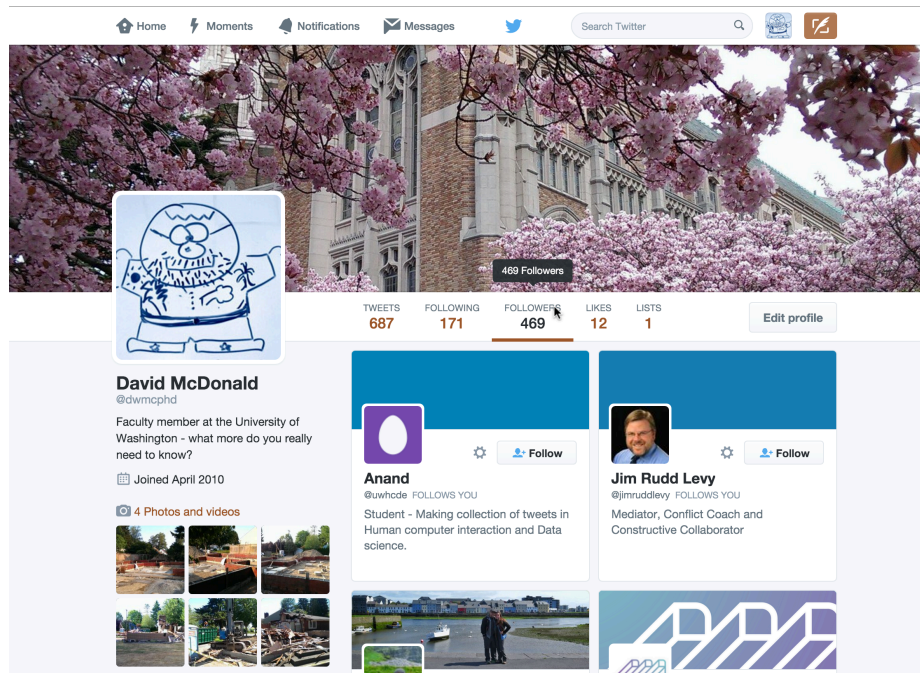 Home
Moments
Notifications
Messages
Search Twitter
469 Followers
TWEETS
687
FOLLOWING
171
FOLLOWERS
469
LIKES
12
LISTS
1
Edit profile
David McDonald
@dwmcphd
Faculty member at the University of
Washington - what more do you really
need to know?
Joined April 2010
4 Photos and videos
Follow
Anand
@uwhcde FOLLOWS YOU
Student - Making collection of tweets in
Human computer interaction and Data
science.
Follow
Jim Rudd Levy
@jimruddlevy FOLLOWS YOU
Mediator, Conflict Coach and
Constructive Collaborator